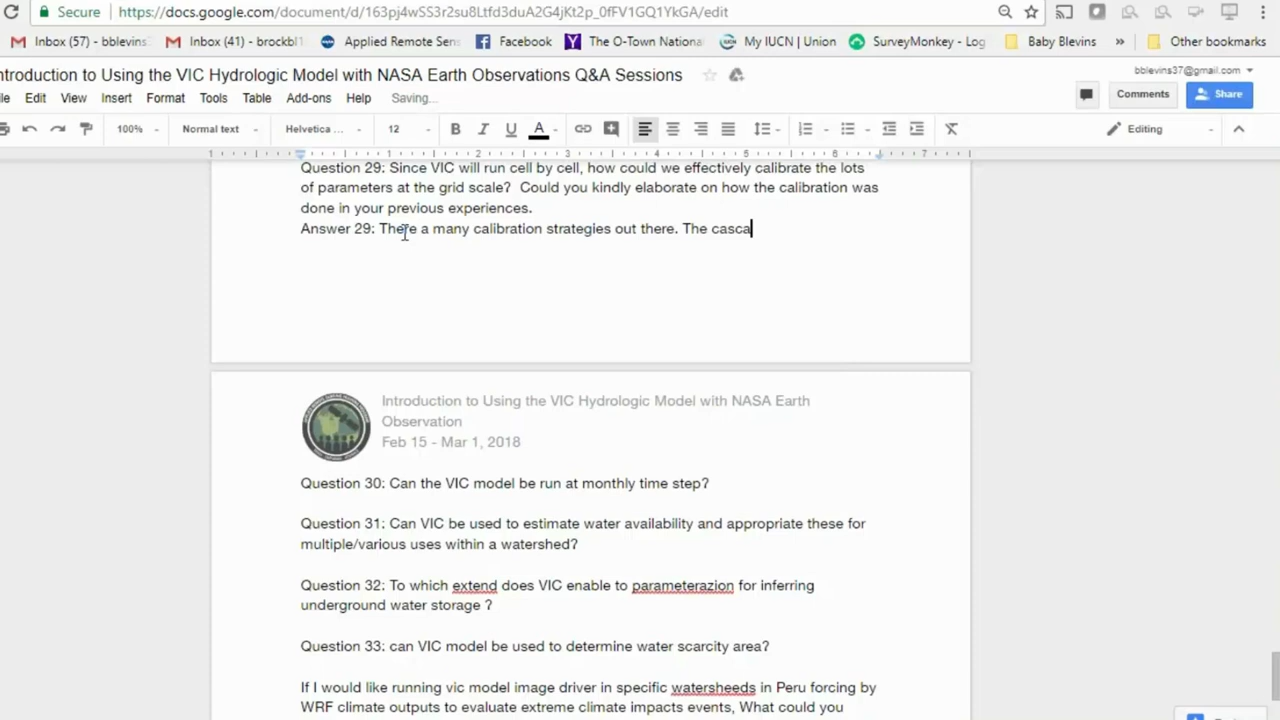 Secure https://docs.google.com/document/d/163pj4wSS3r2su8Ltfd3duA2G4jKt2p_0fFV1GQ1YkGA/edit
Inbox (57) - bblevins Inbox (41) - brockbl1 Applied Remote Sens Facebook The O-Town National My IUCN | Union SurveyMonkey - Log Baby Blevins » Other bookmarks
ntroduction to Using the VIC Hydrologic Model with NASA Earth Observations Q&A Sessions
bblevins37@gmail.com
le Edit View Insert Format Tools Table Add-ons Help Saving...
Comments Share
100% Normal text Helvetica ... 12 B I U A Editing
1 1 2 3 4 5 6 7
Question 29: Since VIC will run cell by cell, how could we effectively calibrate the lots
of parameters at the grid scale? Could you kindly elaborate on how the calibration was
done in your previous experiences.
Answer 29: There a many calibration strategies out there. The casca
Introduction to Using the VIC Hydrologic Model with NASA Earth
Observation
Feb 15 - Mar 1, 2018
Question 30: Can the VIC model be run at monthly time step?
Question 31: Can VIC be used to estimate water availability and appropriate these for
multiple/various uses within a watershed?
Question 32: To which extend does VIC enable to parameterazion for inferring
underground water storage ?
Question 33: can VIC model be used to determine water scarcity area?
If I would like running vic model image driver in specific watersheeds in Peru forcing by
WRF climate outputs to evaluate extreme climate impacts events, What could you